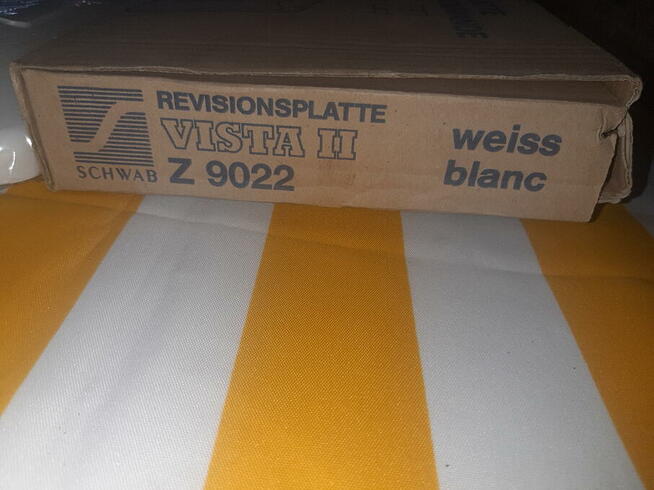 REVISIONSPLATTE
VISTA II
Z 9022
SCHWAB
weiss
blanc